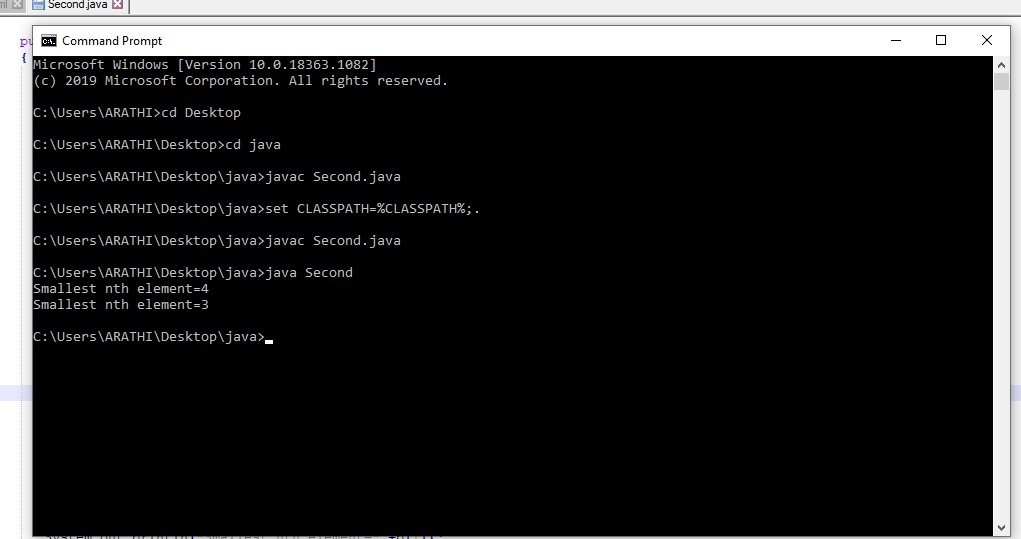 Second.java
Command Prompt
Microsoft Windows [Version 10.0.18363.1082]
(c) 2019 Microsoft Corporation. All rights reserved.
C:\Users\ARATHI>cd Desktop
C:\Users\ARATHI\Desktop>cd java
C:\Users\ARATHI\Desktop\java>javac Second.java
C:\Users\ARATHI\Desktop\java>set CLASSPATH=%CLASSPATH%;.
C:\Users\ARATHI\Desktop\java>javac Second.java
C:\Users\ARATHI\Desktop\java>java Second
Smallest nth element=4
Smallest nth element=3
C:\Users\ARATHI\Desktop\java>